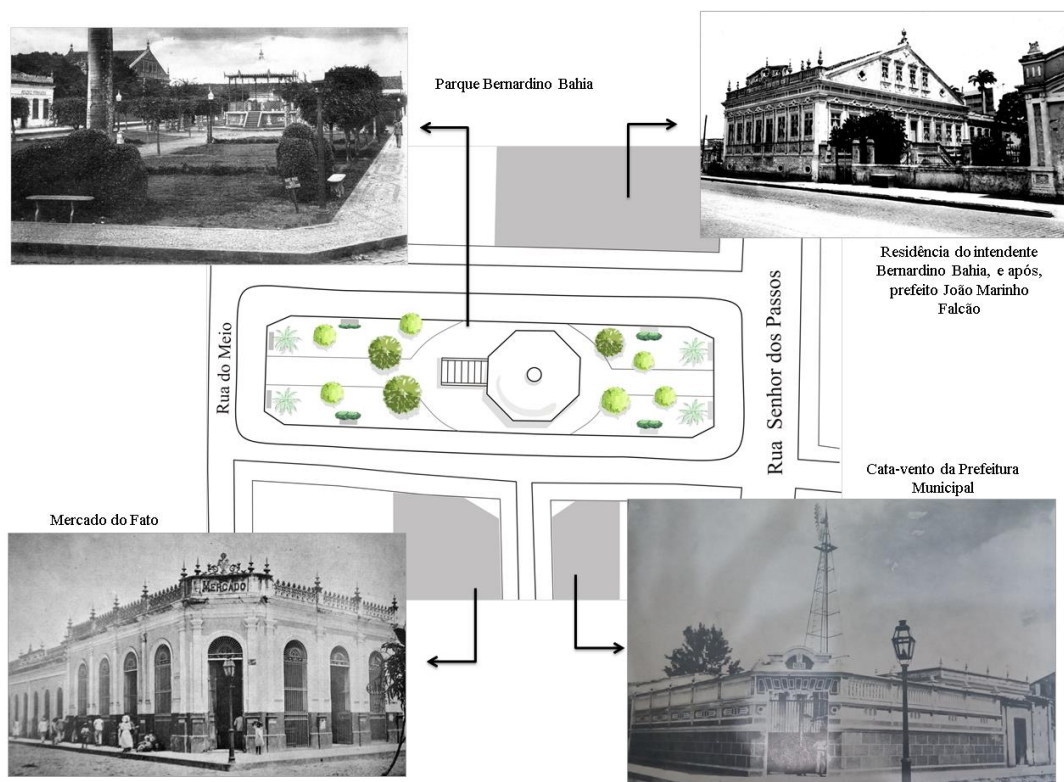 Parque Bernardino Bahia
Residência do intendente
Bernardino Bahia, e após,
prefeito João Marinho
Falcão
Rua do Meio
Rua Senhor dos Passos
Cata-vento da Prefeitura
Municipal
Mercado do Fato
MERCADO